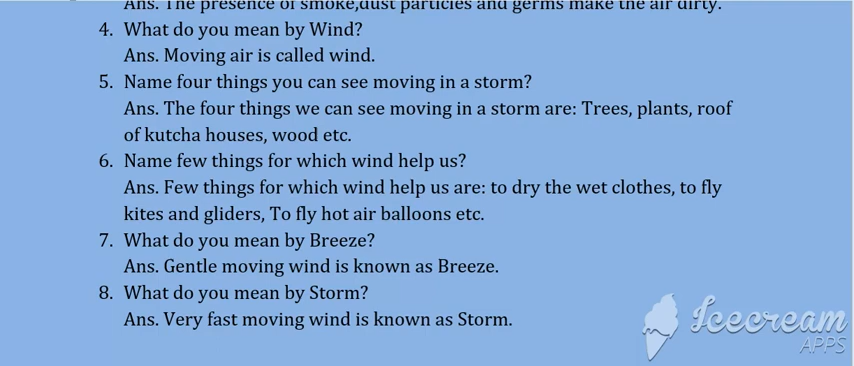 Ans. The presence of smoke,dust particles and germs make the air dirty.
4. What do you mean by Wind?
Ans. Moving air is called wind.
5. Name four things you can see moving in a storm?
Ans. The four things we can see moving in a storm are: Trees, plants, roof
of kutcha houses, wood etc.
6. Name few things for which wind help us?
Ans. Few things for which wind help us are: to dry the wet clothes, to fly
kites and gliders, To fly hot air balloons etc.
7. What do you mean by Breeze?
Ans. Gentle moving wind is known as Breeze.
8. What do you mean by Storm?
Ans. Very fast moving wind is known as Storm.
Icecream
APPS